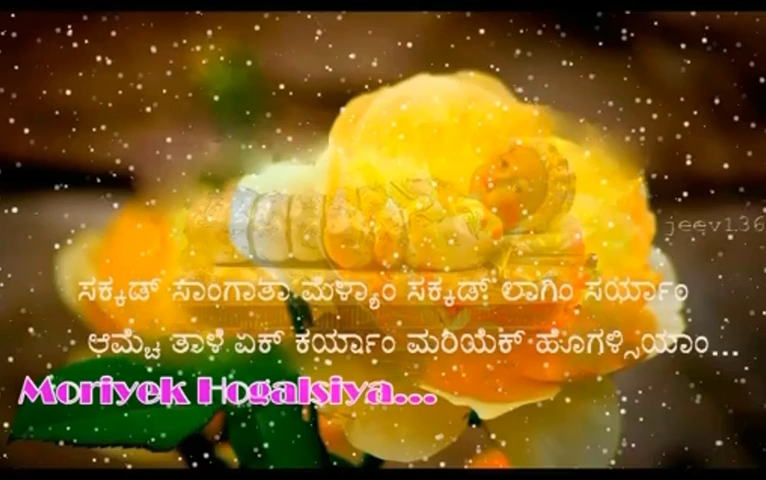 jeev136
ಸಕ್ಕಡ್ ಸಾಂಗಾತಾ ಮೆಳ್ಯಾಂ ಸಕ್ಕಡ್ ಲಾಗಿಂ ಸರ್ಯಾಂ
ಆಮ್ಚೆ ತಾಳೆ ಏಕ್ ಕರ್ಯಾಂ ಮರಿಯೆಕ್ ಹೊಗಳ್ಸಿಯಾಂ...
Moriyek Hogalsiya...